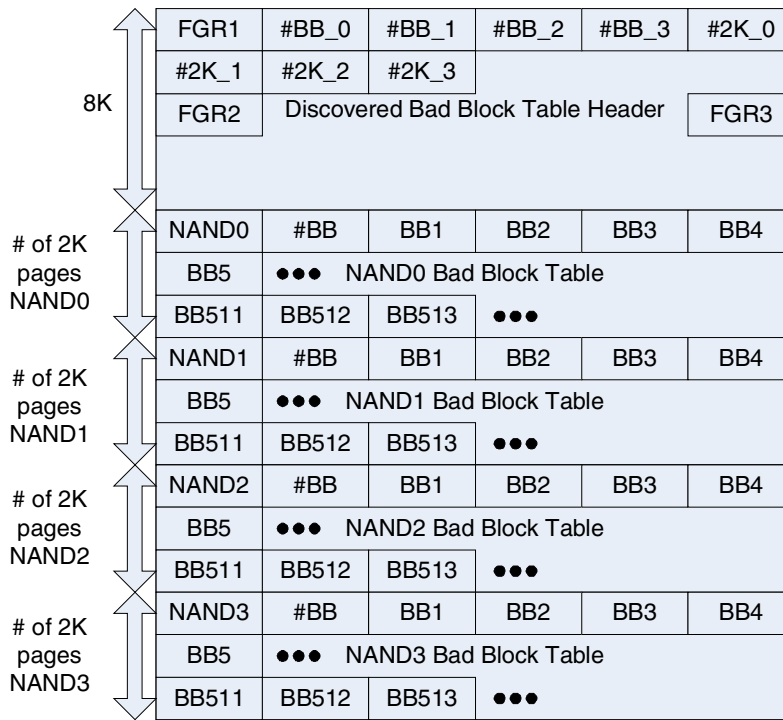 FGR1 #BB_0 #BB_1 #BB_2 #BB_3 #2K_0
#2K_1 #2K_2 #2K_3
8K
FGR2 Discovered Bad Block Table Header FGR3
NAND0 #BB BB1 BB2 BB3 BB4
# of 2K
pages
NAND0
BB5 ●●● NAND0 Bad Block Table
BB511 BB512 BB513 ●●●
NAND1 #BB BB1 BB2 BB3 BB4
# of 2K
pages
NAND1
BB5 ●●● NAND1 Bad Block Table
BB511 BB512 BB513 ●●●
NAND2 #BB BB1 BB2 BB3 BB4
# of 2K
pages
NAND2
BB5 ●●● NAND2 Bad Block Table
BB511 BB512 BB513 ●●●
NAND3 #BB BB1 BB2 BB3 BB4
# of 2K
pages
NAND3
BB5 ●●● NAND3 Bad Block Table
BB511 BB512 BB513 ●●●